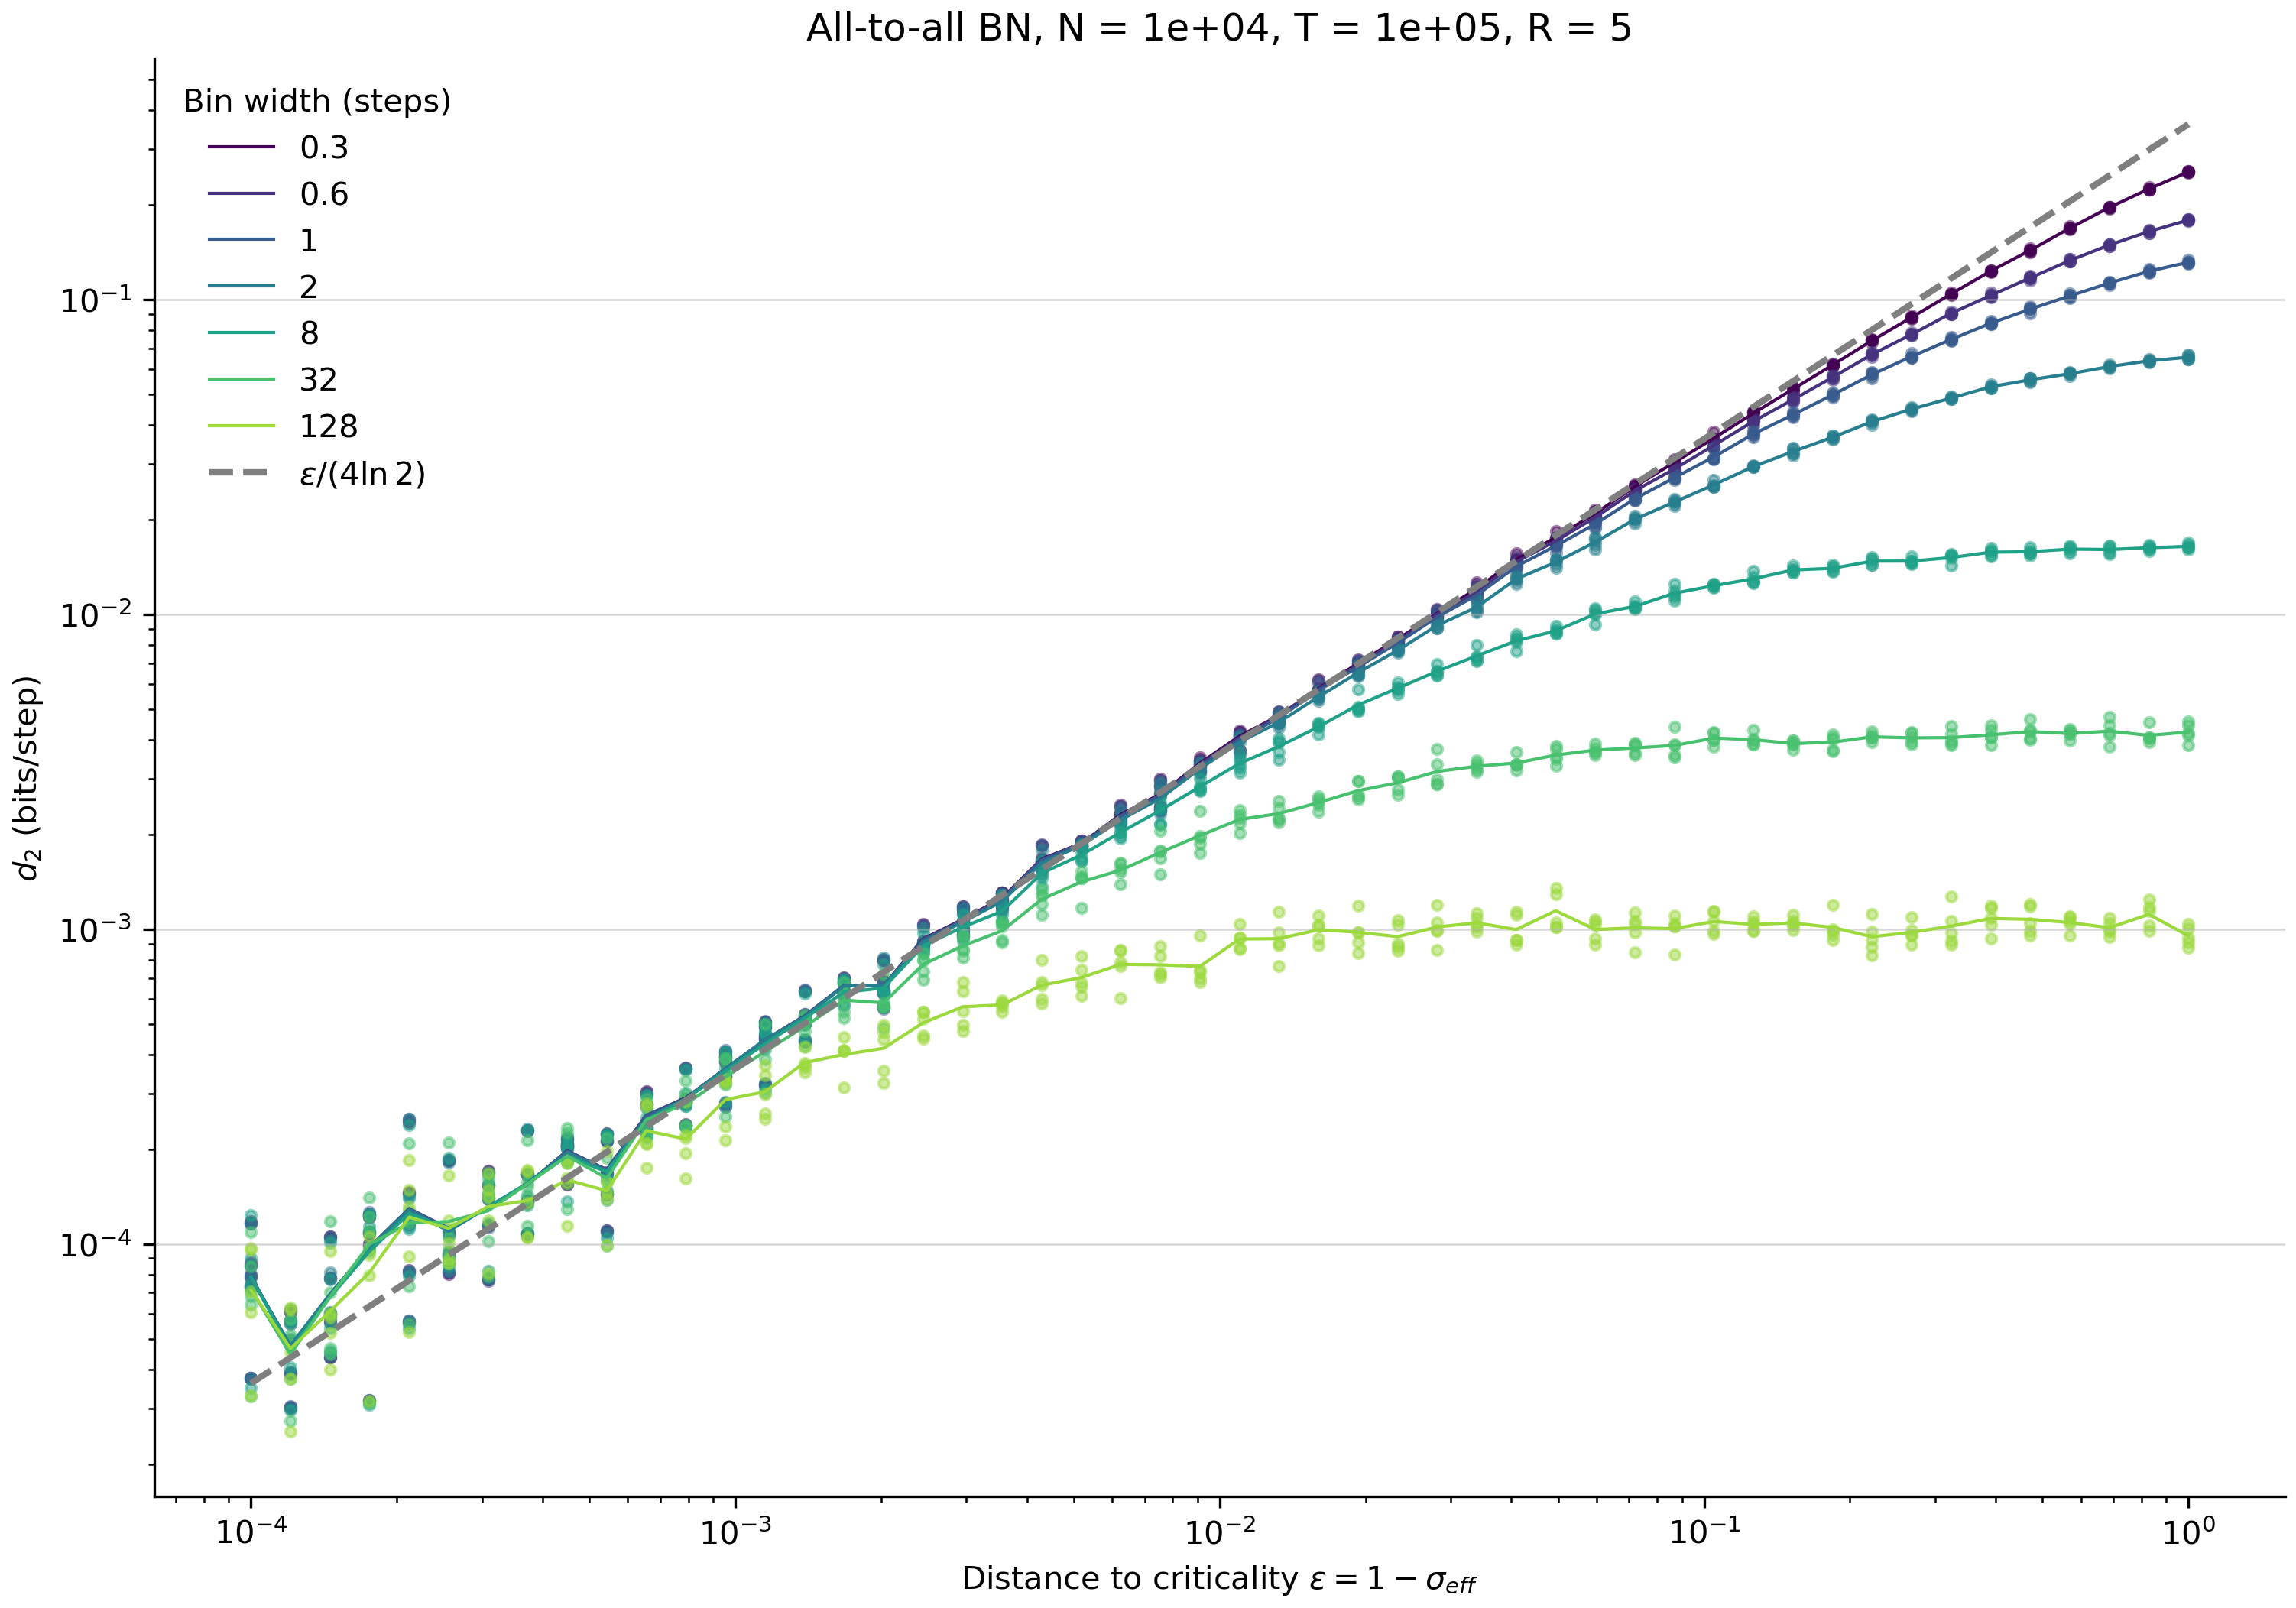 All-to-all BN, N = 1e+04, T = 1e+05, R = 5
Bin width (steps)
0.3
0.6
1
2
8
32
128
ε/(4ln 2)
10⁻¹
10⁻²
10⁻³
10⁻⁴
d₂ (bits/step)
10⁻⁴ 10⁻³ 10⁻² 10⁻¹ 10⁰
Distance to criticality ε = 1 − σ_eff